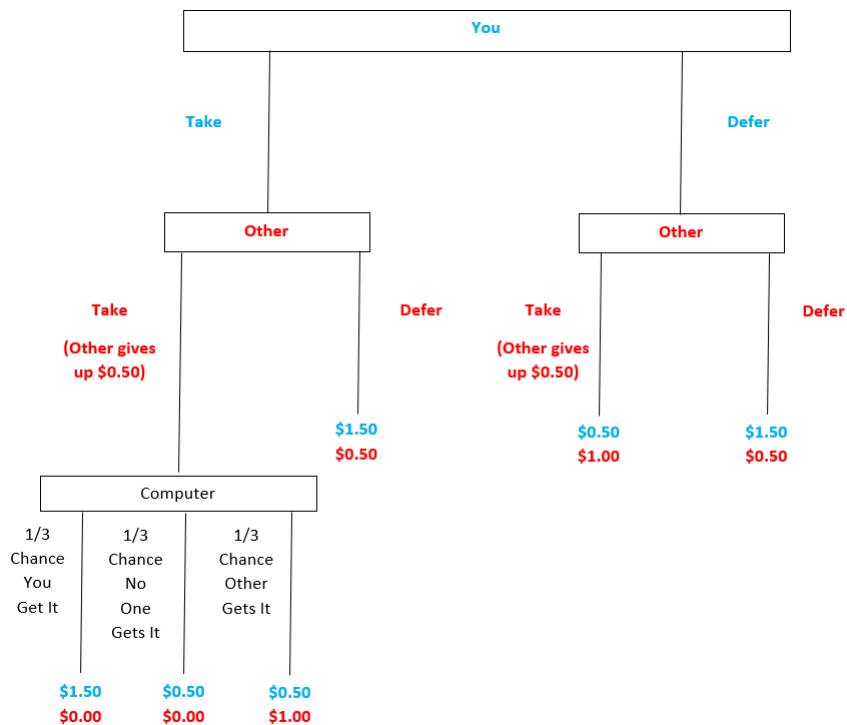 You
Take
Defer
Other
Other
Take
(Other gives
up $0.50)
Defer
Take
(Other gives
up $0.50)
Defer
$1.50
$0.50
$0.50
$1.00
$1.50
$0.50
Computer
1/3
Chance
You
Get It
1/3
Chance
No
One
Gets It
1/3
Chance
Other
Gets It
$1.50
$0.00
$0.50
$0.00
$0.50
$1.00